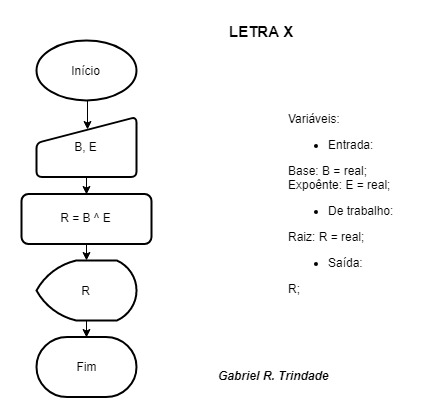 LETRA X
Início
B, E
R = B ^ E
R
Fim
Variáveis:
• Entrada:
Base: B = real;
Expoênte: E = real;
• De trabalho:
Raiz: R = real;
• Saída:
R;
Gabriel R. Trindade